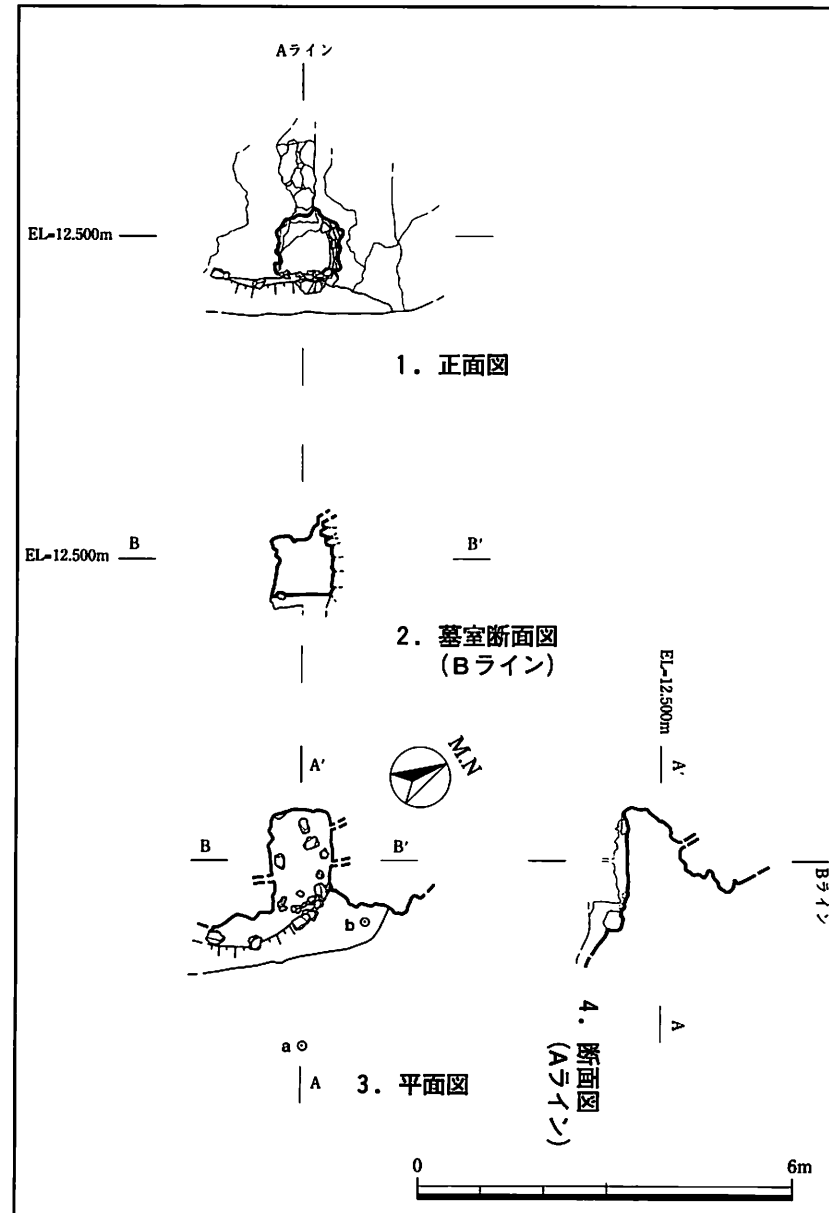 Aライン
EL=12.500m
1. 正面図
B
B'
EL=12.500m
2. 墓室断面図
(Bライン)
EL=12.500m
M.N
A'
A'
B
B'
Bライン
b
a
A
A
3. 平面図
4. 断面図
(Aライン)
0
6m